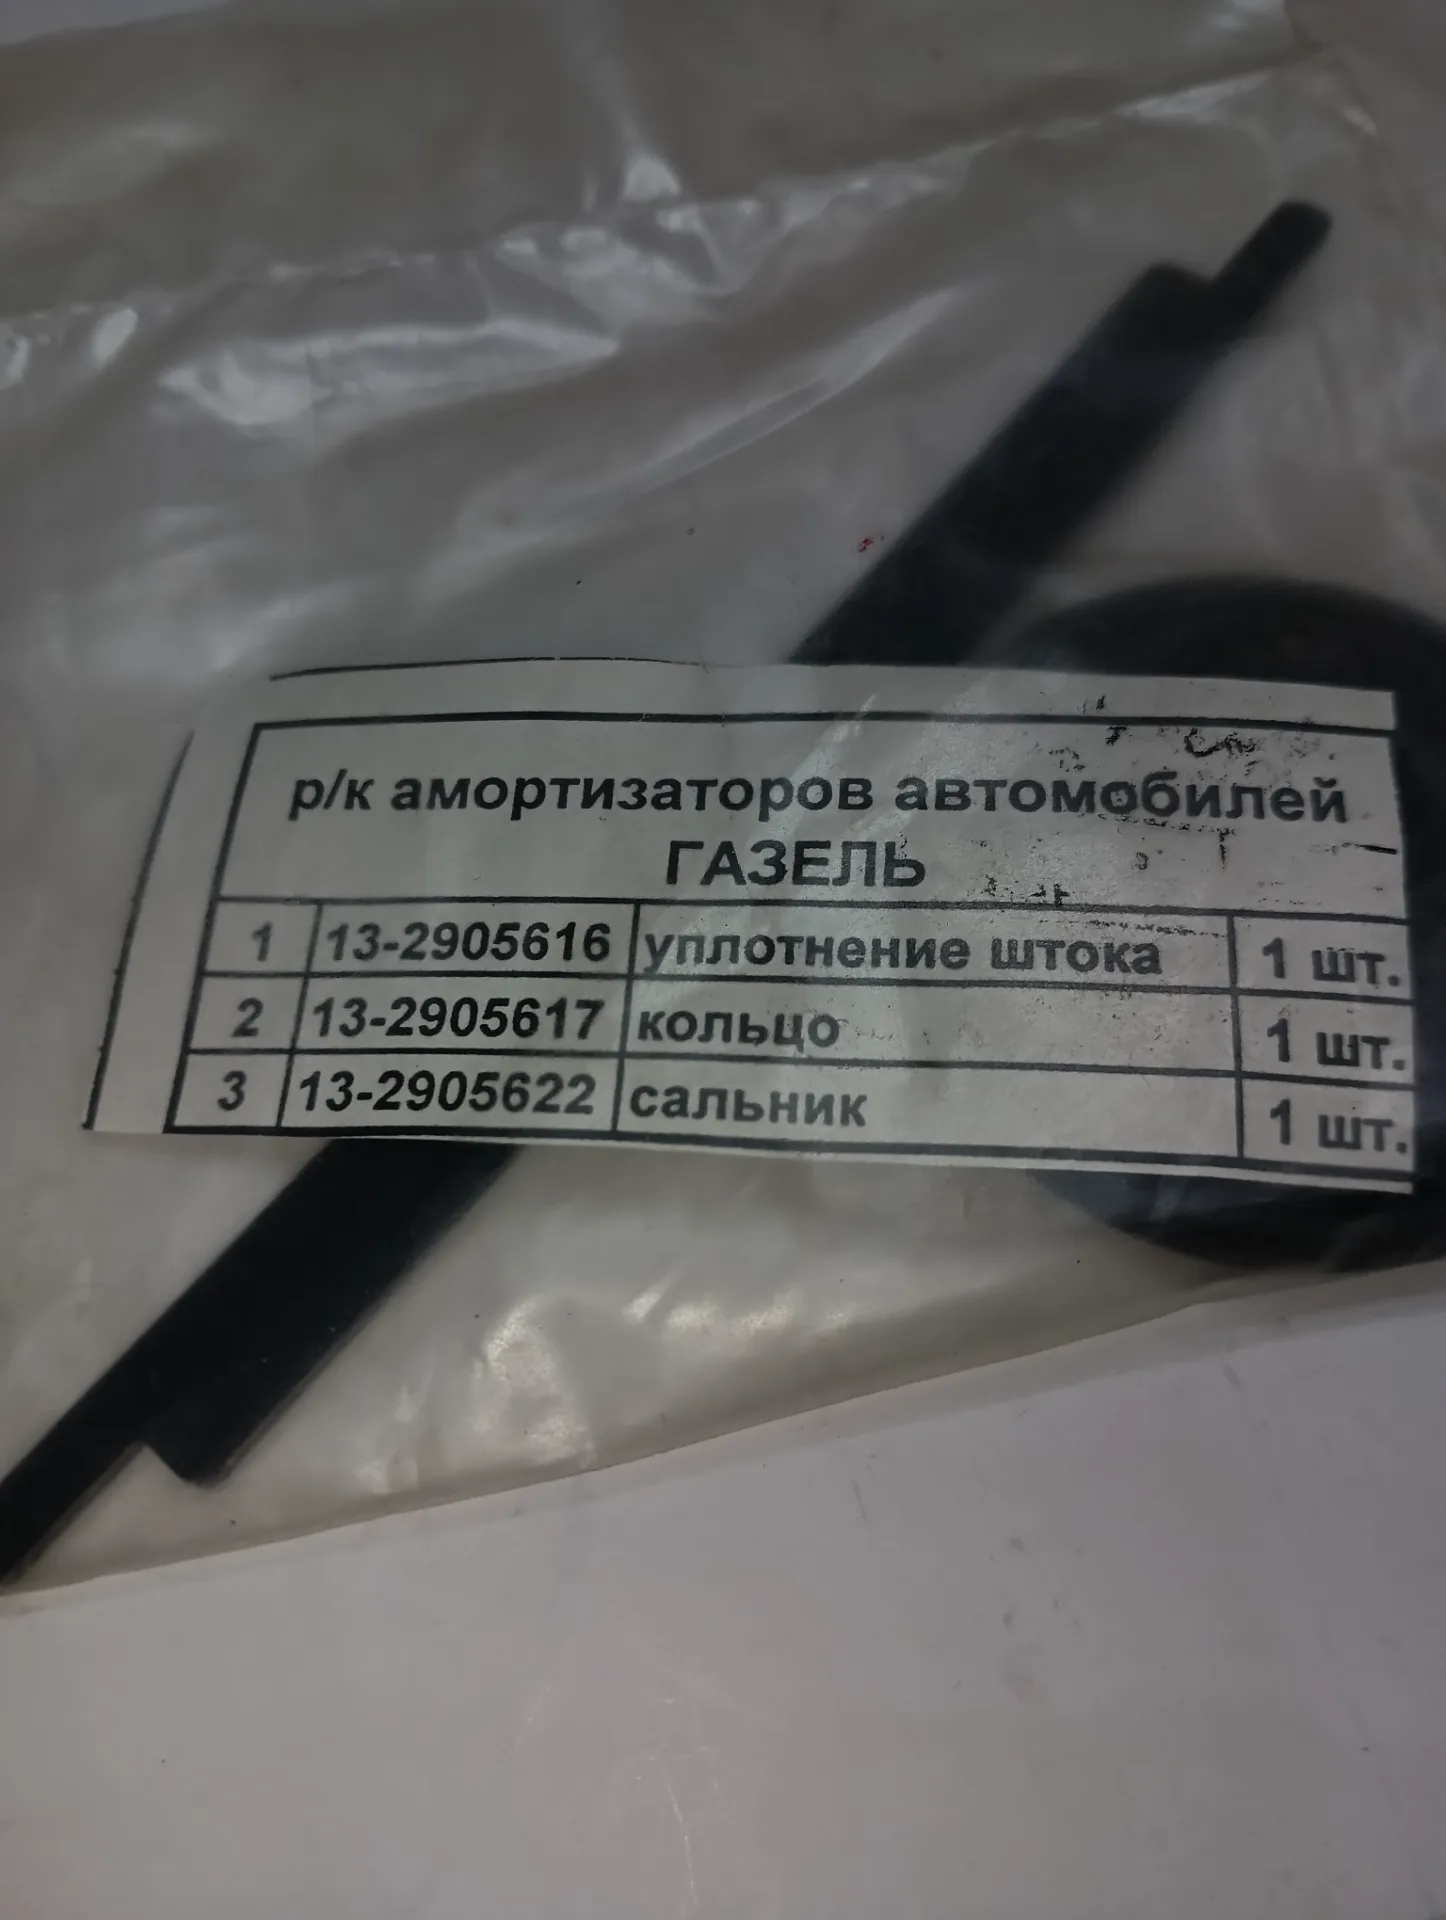 р/к амортизаторов автомобилей
ГАЗЕЛЬ
1 13-2905616 уплотнение штока 1 шт.
2 13-2905617 кольцо 1 шт.
3 13-2905622 сальник 1 шт.